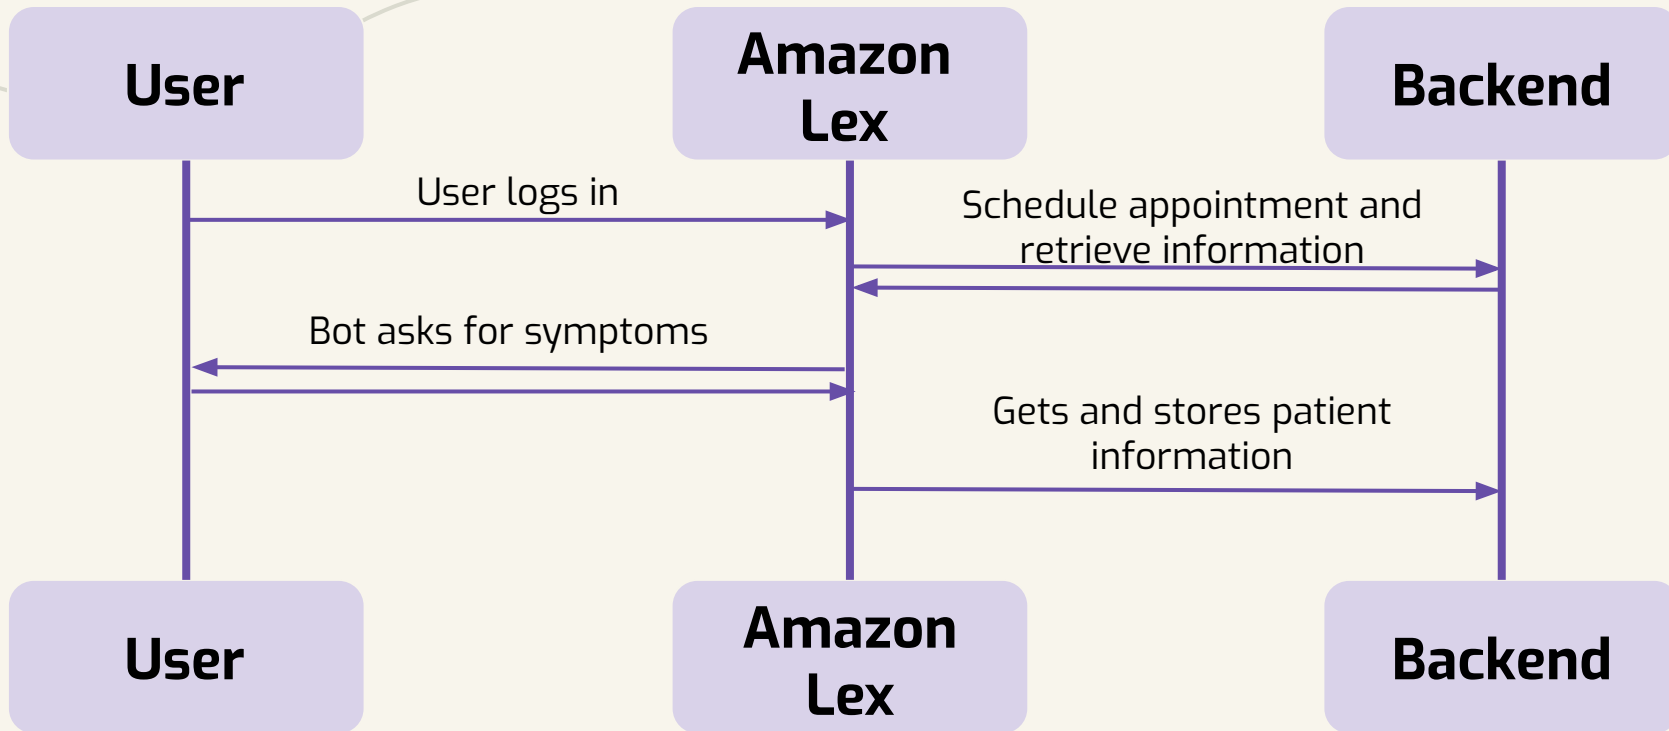 User
Amazon
Lex
Backend
User logs in
Schedule appointment and
retrieve information
Bot asks for symptoms
Gets and stores patient
information
User
Amazon
Lex
Backend